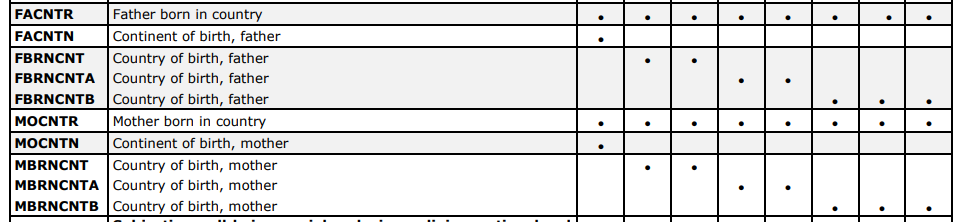 FACNTR Father born in country • • • • • • • •
FACNTN Continent of birth, father •
FBRNCNT Country of birth, father • •
FBRNCNTA Country of birth, father • •
FBRNCNTB Country of birth, father • • •
MOCNTR Mother born in country • • • • • • • •
MOCNTN Continent of birth, mother •
MBRNCNT Country of birth, mother • •
MBRNCNTA Country of birth, mother • •
MBRNCNTB Country of birth, mother • • •